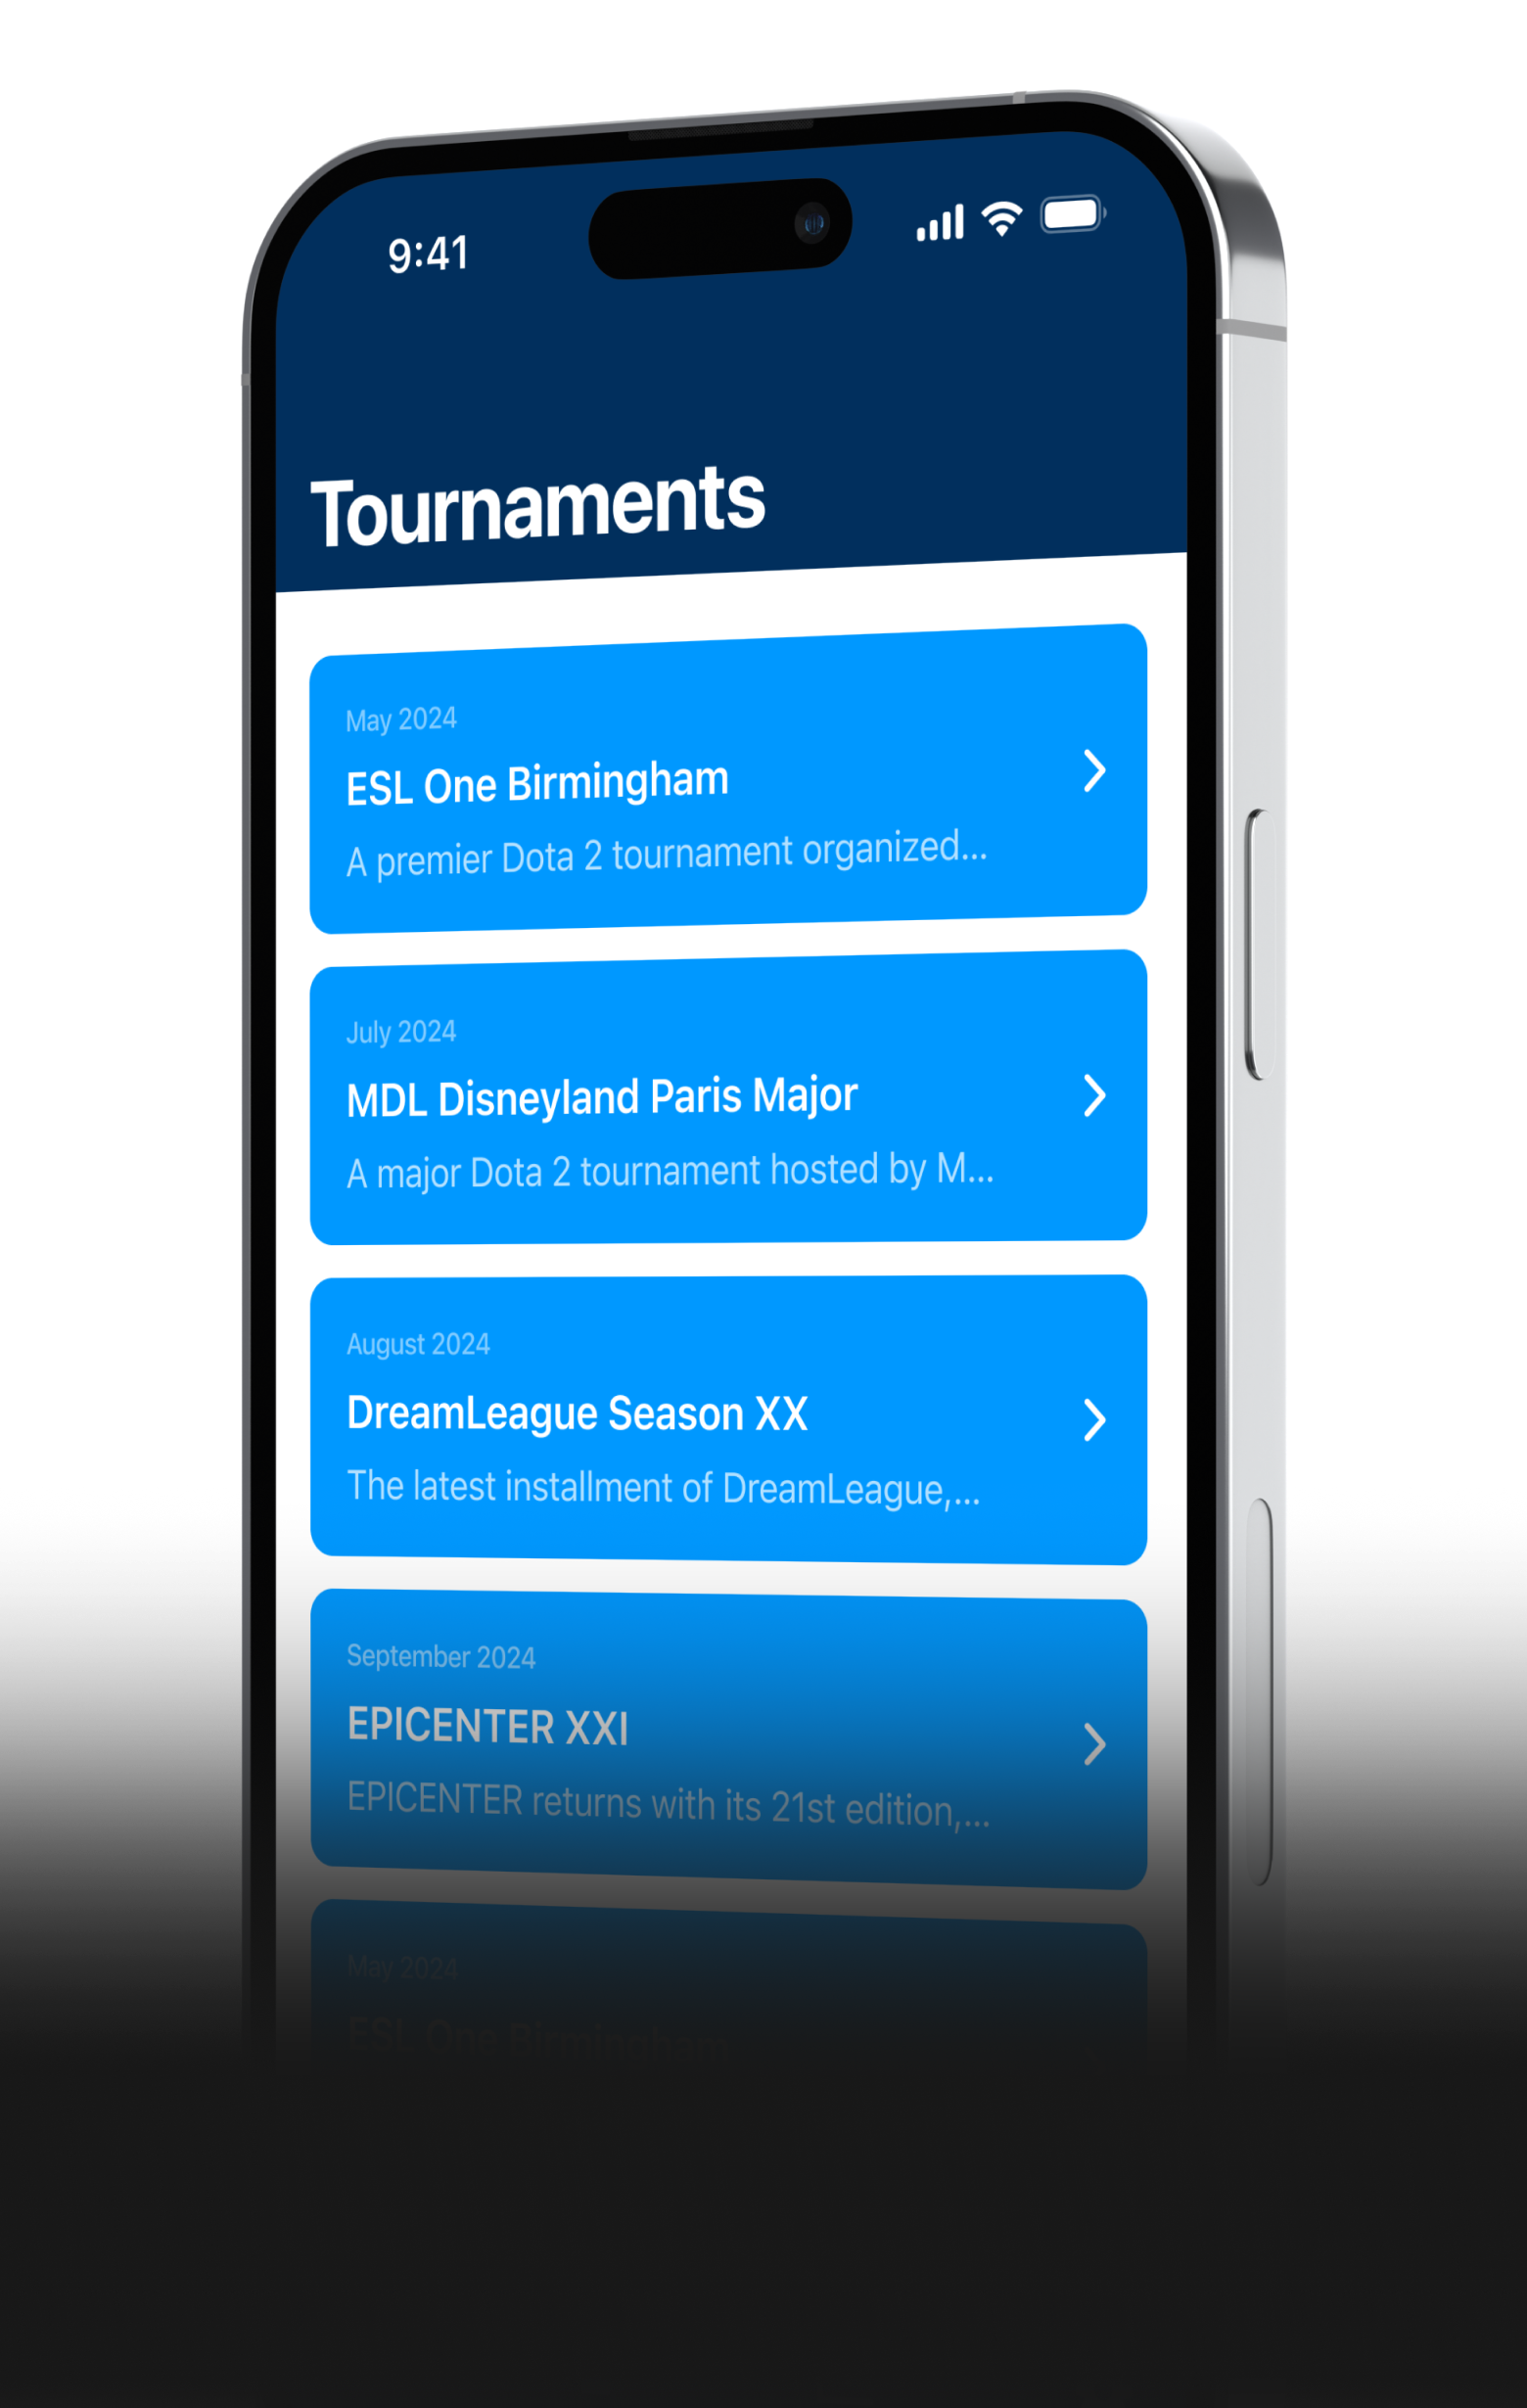 9:41
Tournaments
May 2024
ESL One Birmingham
A premier Dota 2 tournament organized...
July 2024
MDL Disneyland Paris Major
A major Dota 2 tournament hosted by M...
August 2024
DreamLeague Season XX
The latest installment of DreamLeague,...
September 2024
EPICENTER XXI
EPICENTER returns with its 21st edition,...
May 2024
ESL One Birmingham